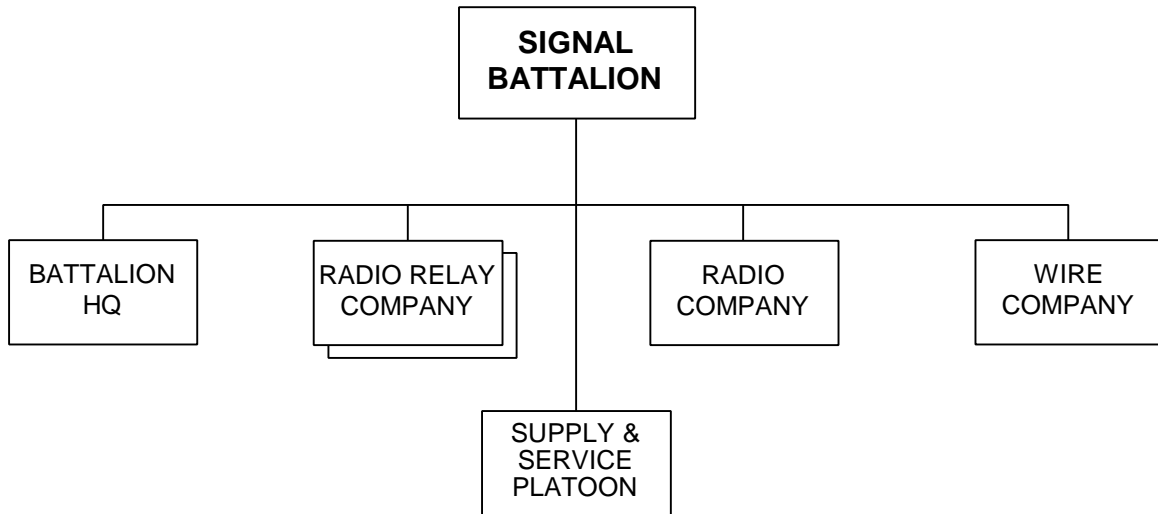 SIGNAL
BATTALION
BATTALION
HQ
RADIO RELAY
COMPANY
RADIO
COMPANY
WIRE
COMPANY
SUPPLY &
SERVICE
PLATOON